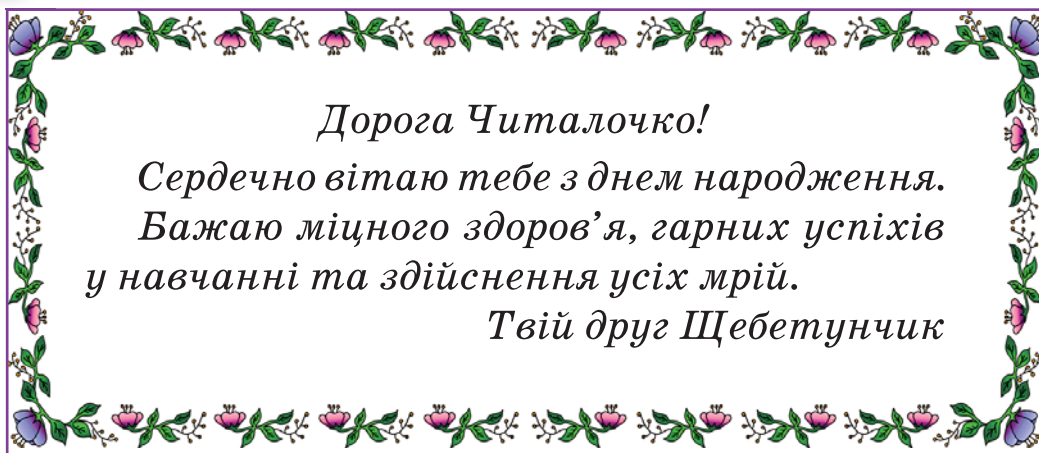 Дорога Читалочко!
Сердечно вітаю тебе з днем народження.
Бажаю міцного здоров’я, гарних успіхів
у навчанні та здійснення усіх мрій.
Твій друг Щебетунчик